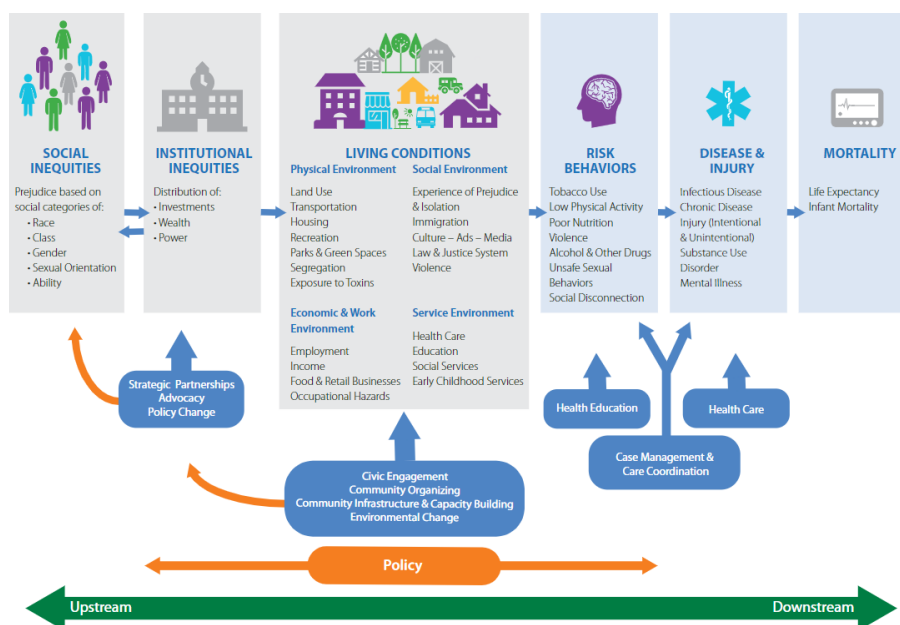 SOCIAL
INEQUITIES
Prejudice based on
social categories of:
• Race
• Class
• Gender
• Sexual Orientation
• Ability
INSTITUTIONAL
INEQUITIES
Distribution of:
• Investments
• Wealth
• Power
LIVING CONDITIONS
Physical Environment
Land Use
Transportation
Housing
Recreation
Parks & Green Spaces
Segregation
Exposure to Toxins
Social Environment
Experience of Prejudice
& Isolation
Immigration
Culture – Ads – Media
Law & Justice System
Violence
Economic & Work
Environment
Employment
Income
Food & Retail Businesses
Occupational Hazards
Service Environment
Health Care
Education
Social Services
Early Childhood Services
RISK
BEHAVIORS
Tobacco Use
Low Physical Activity
Poor Nutrition
Violence
Alcohol & Other Drugs
Unsafe Sexual
Behaviors
Social Disconnection
DISEASE &
INJURY
Infectious Disease
Chronic Disease
Injury (Intentional
& Unintentional)
Substance Use
Disorder
Mental Illness
MORTALITY
Life Expectancy
Infant Mortality
Strategic Partnerships
Advocacy
Policy Change
Health Education
Health Care
Case Management &
Care Coordination
Civic Engagement
Community Organizing
Community Infrastructure & Capacity Building
Environmental Change
Policy
Upstream
Downstream